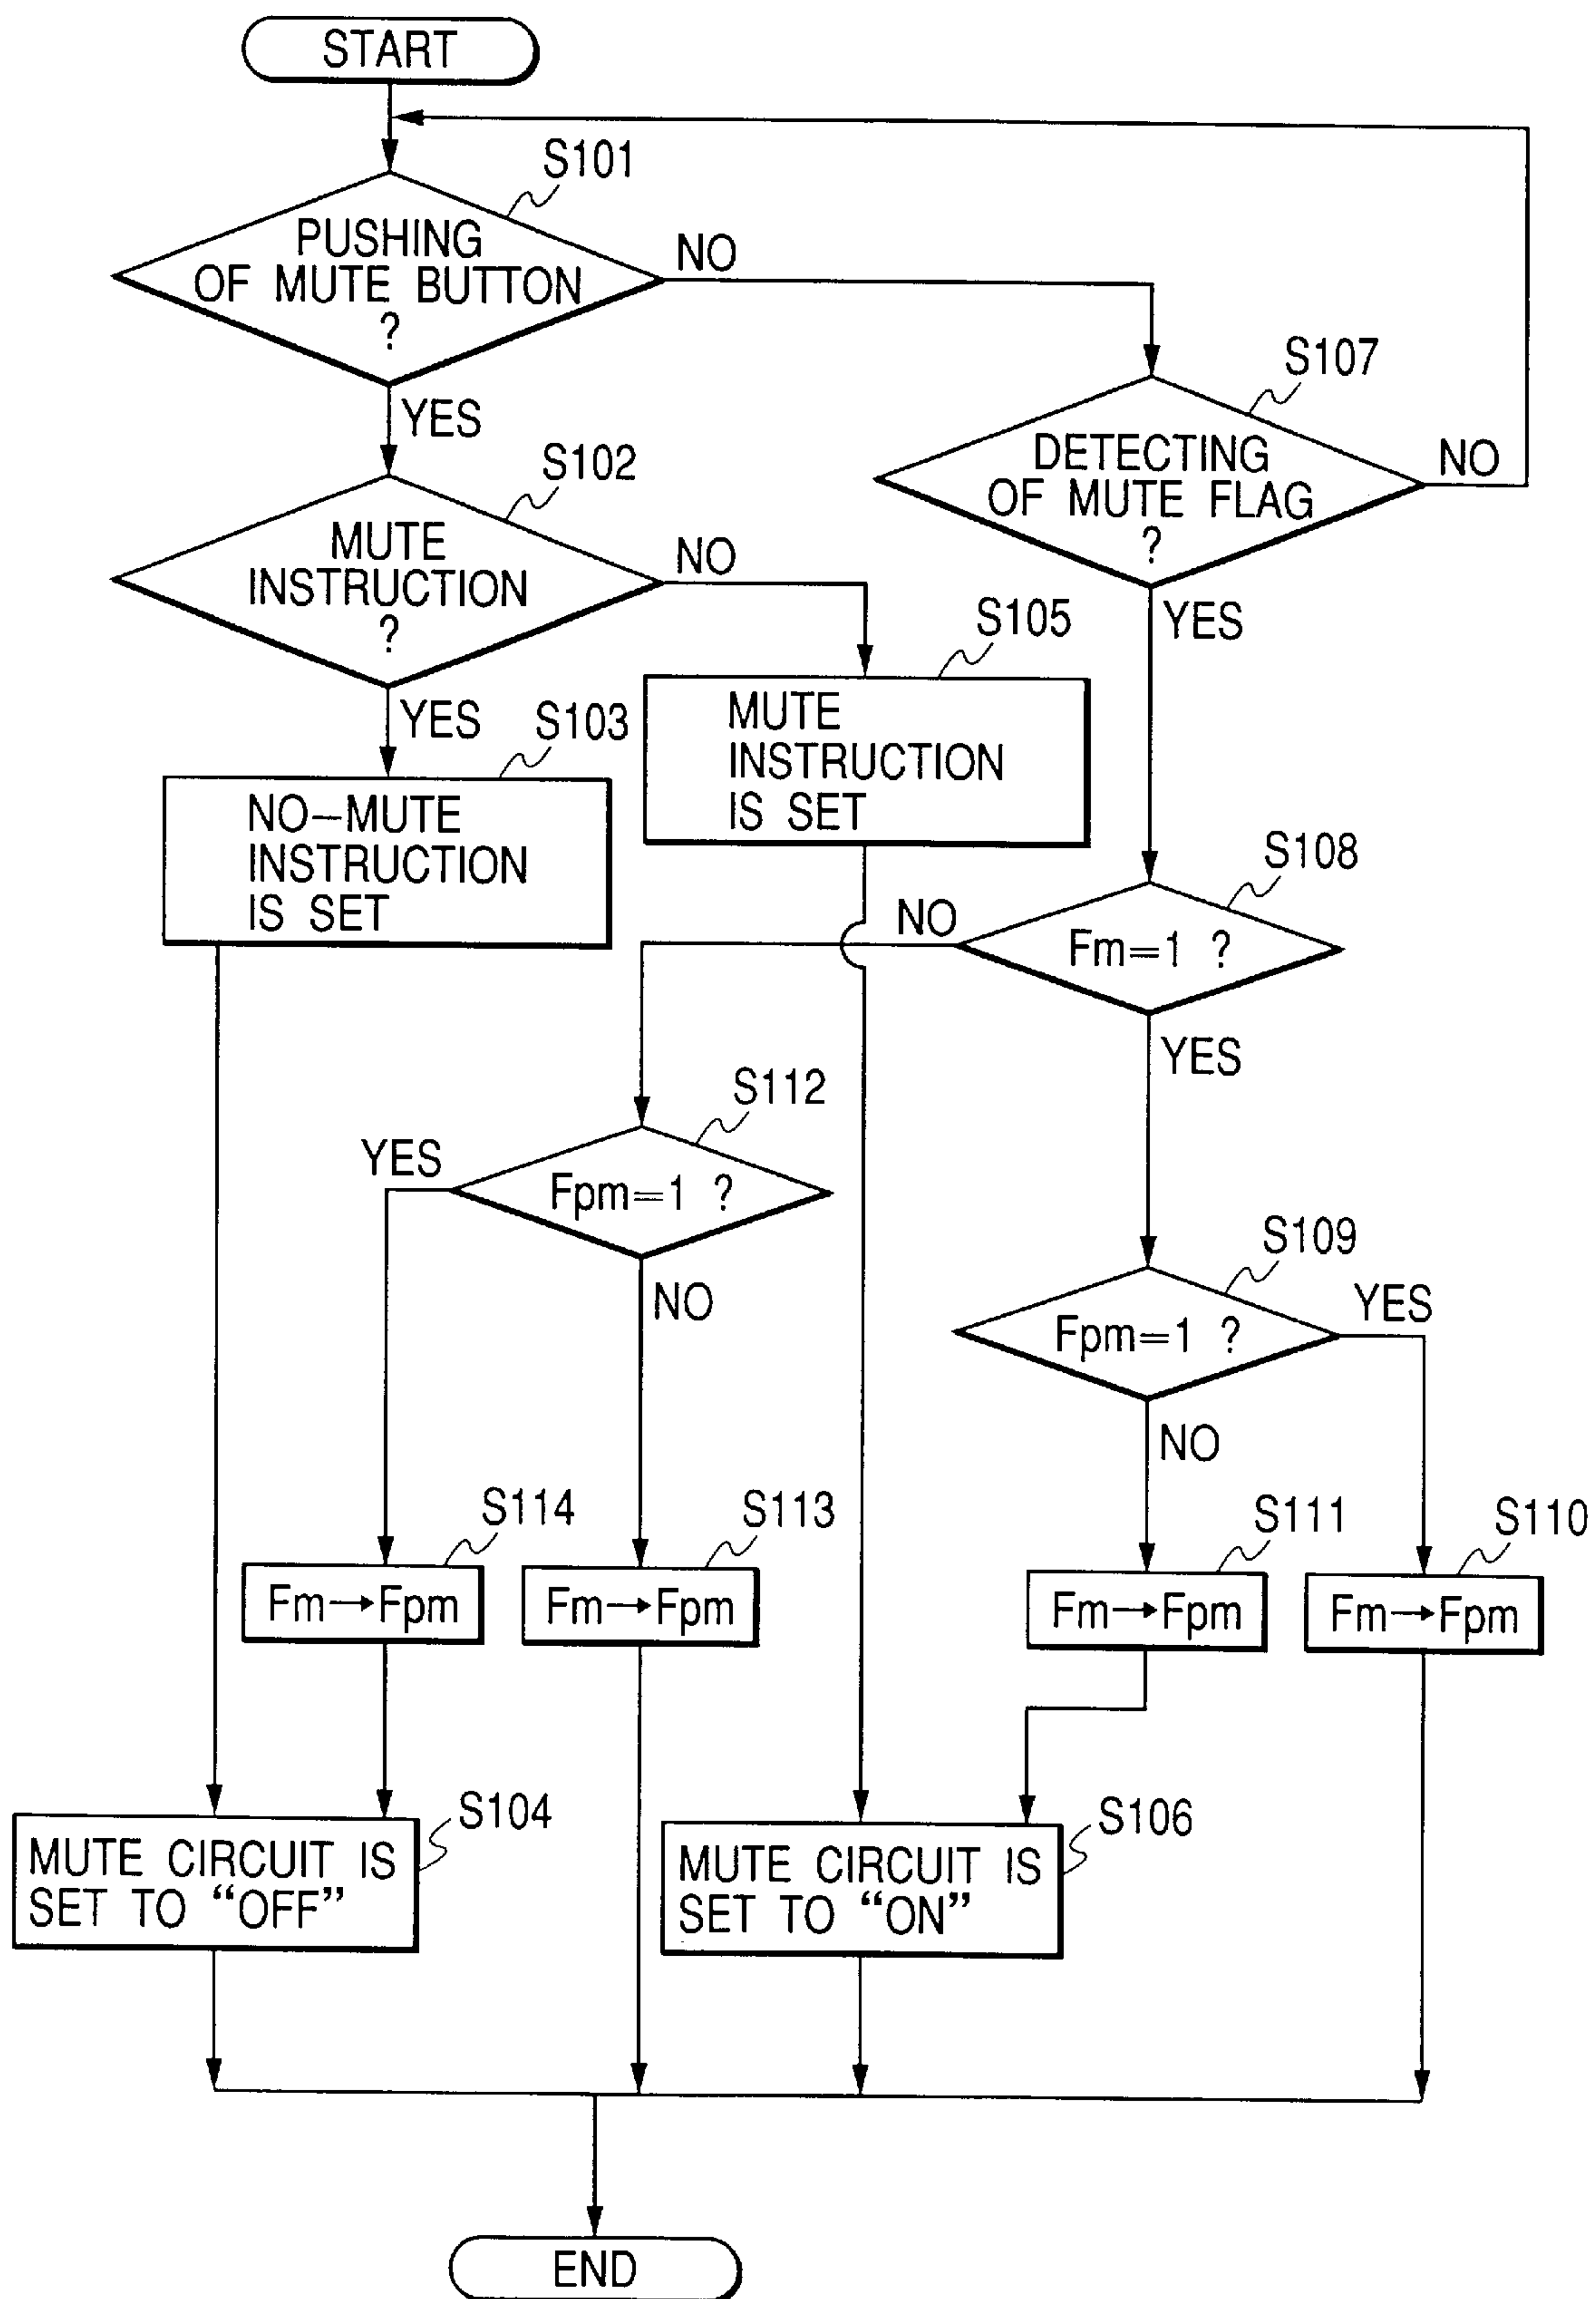 START
S101
PUSHING
OF MUTE BUTTON
?
NO
YES
S107
DETECTING
OF MUTE FLAG
?
NO
YES
S102
MUTE
INSTRUCTION
?
NO
YES
S105
MUTE
INSTRUCTION
IS SET
S103
NO-MUTE
INSTRUCTION
IS SET
S108
Fm=1 ?
NO
YES
S112
Fpm=1 ?
YES
NO
S109
Fpm=1 ?
YES
NO
S114
Fm→Fpm
S113
Fm→Fpm
S111
Fm→Fpm
S110
Fm→Fpm
S104
MUTE CIRCUIT IS
SET TO “OFF”
S106
MUTE CIRCUIT IS
SET TO “ON”
END